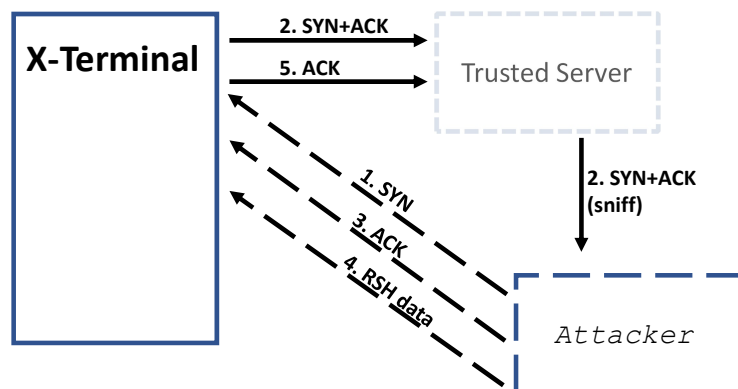 2. SYN+ACK
X-Terminal
5. ACK
Trusted Server
2. SYN+ACK
(sniff)
1. SYN
3. ACK
4. RSH data
Attacker